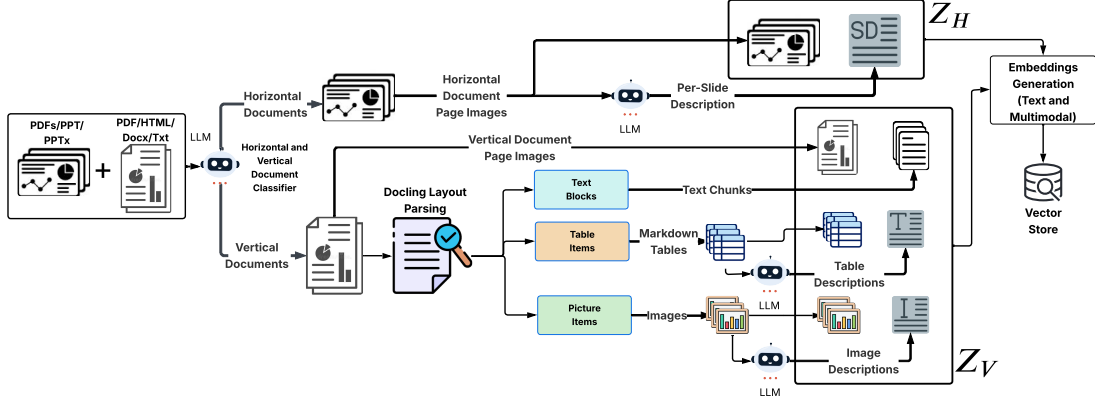 PDFs/PPT/
PPTx
PDF/HTML/
Docx/Txt
LLM
Horizontal and
Vertical
Document
Classifier
Horizontal
Documents
Horizontal
Document
Page Images
LLM
Per-Slide
Description
SD
Z_H
Embeddings
Generation
(Text and
Multimodal)
Vector
Store
Vertical
Documents
Vertical Document
Page Images
Docling Layout
Parsing
Text
Blocks
Text Chunks
Table
Items
Markdown
Tables
LLM
Table
Descriptions
T
Picture
Items
Images
LLM
Image
Descriptions
I
Z_V